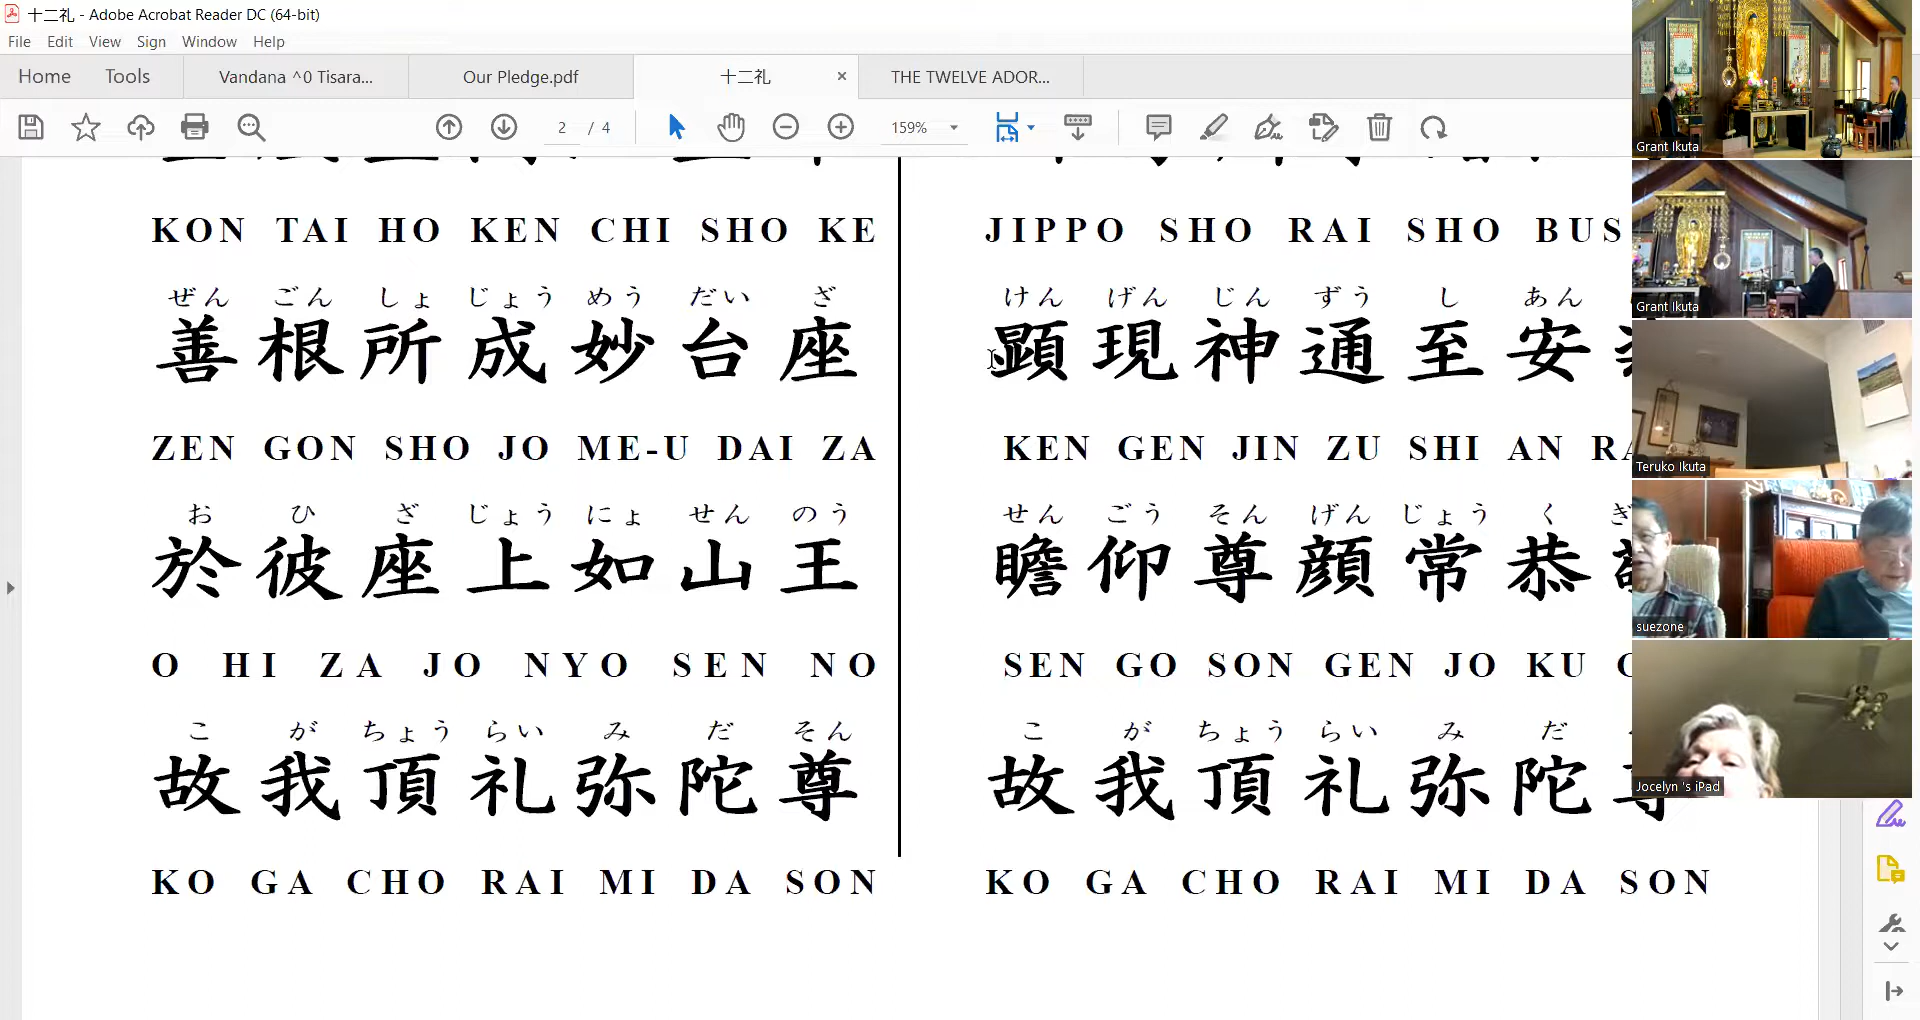 十二礼 - Adobe Acrobat Reader DC (64-bit)
File Edit View Sign Window Help
Home Tools Vandana ^0 Tisara... Our Pledge.pdf 十二礼 × THE TWELVE ADOR...
2 / 4 159%
KON TAI HO KEN CHI SHO KE
ぜん ごん しょ じょう めう だい ざ
善根所成妙台座
ZEN GON SHO JO ME-U DAI ZA
お ひ ざ じょう にょ せん のう
於彼座上如山王
O HI ZA JO NYO SEN NO
こ が ちょう らい み だ そん
故我頂礼弥陀尊
KO GA CHO RAI MI DA SON
JIPPO SHO RAI SHO BUS
けん げん じん ずう し あん
顕現神通至安
KEN GEN JIN ZU SHI AN RA
せん ごう そん げん じょう く ぎ
瞻仰尊顔常恭
SEN GO SON GEN JO KU
こ が ちょう らい み だ
故我頂礼弥陀尊
KO GA CHO RAI MI DA SON
Grant Ikuta
Grant Ikuta
Teruko Ikuta
suezone
Jocelyn 's iPad